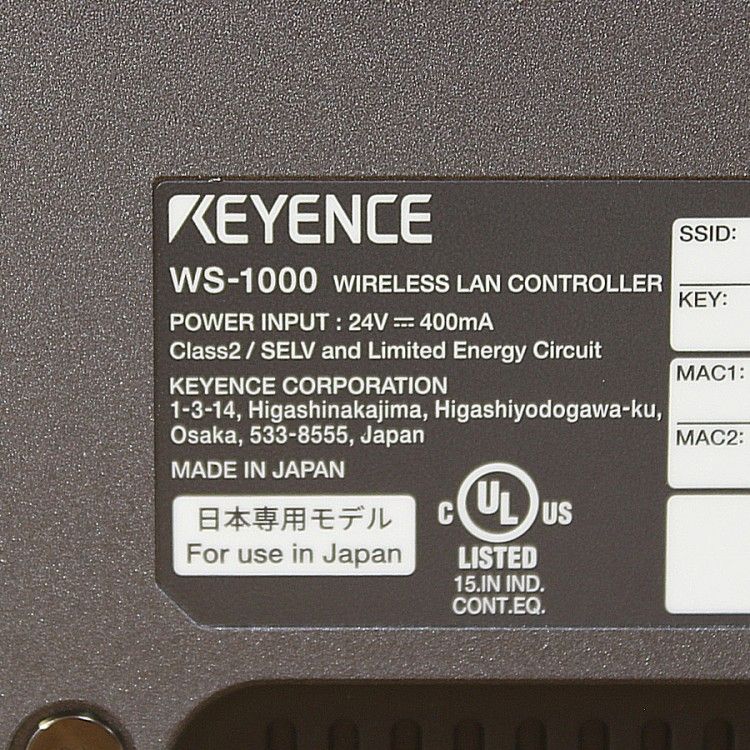 KEYENCE
WS-1000 WIRELESS LAN CONTROLLER
POWER INPUT : 24V ⎓ 400mA
Class2 / SELV and Limited Energy Circuit
KEYENCE CORPORATION
1-3-14, Higashinakajima, Higashiyodogawa-ku,
Osaka, 533-8555, Japan
MADE IN JAPAN
日本専用モデル
For use in Japan
C UL US
LISTED
15.IN IND.
CONT.EQ.
SSID:
KEY:
MAC1:
MAC2: